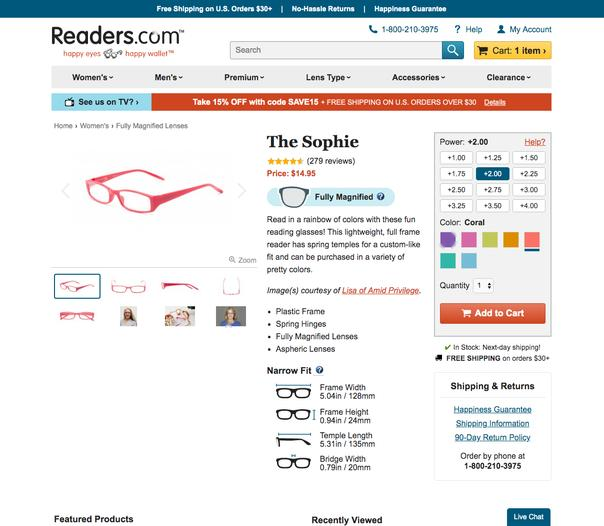 Free Shipping on U.S. Orders $30+ | No-Hassle Returns | Happiness Guarantee
Readers.com™
happy eyes happy wallet™
1-800-210-3975 ? Help My Account
Search
Cart: 1 item ›
Women's Men's Premium Lens Type Accessories Clearance
See us on TV? ›
Take 15% OFF with code SAVE15 + FREE SHIPPING ON U.S. ORDERS OVER $30 Details
Home › Women's › Fully Magnified Lenses
The Sophie
(279 reviews)
Price: $14.95
Fully Magnified ?
Read in a rainbow of colors with these fun
reading glasses! This lightweight, full frame
reader has spring temples for a custom-like
fit and can be purchased in a variety of
pretty colors.
Image(s) courtesy of Lisa of Amid Privilege.
• Plastic Frame
• Spring Hinges
• Fully Magnified Lenses
• Aspheric Lenses
Narrow Fit ?
Frame Width
5.04in / 128mm
Frame Height
0.94in / 24mm
Temple Length
5.31in / 135mm
Bridge Width
0.79in / 20mm
Zoom
Power: +2.00 Help?
+1.00 +1.25 +1.50
+1.75 +2.00 +2.25
+2.50 +2.75 +3.00
+3.25 +3.50 +4.00
Color: Coral
Quantity 1
Add to Cart
✓ In Stock: Next-day shipping!
FREE SHIPPING on orders $30+
Shipping & Returns
Happiness Guarantee
Shipping Information
90-Day Return Policy
Order by phone at
1-800-210-3975
Featured Products
Recently Viewed
Live Chat